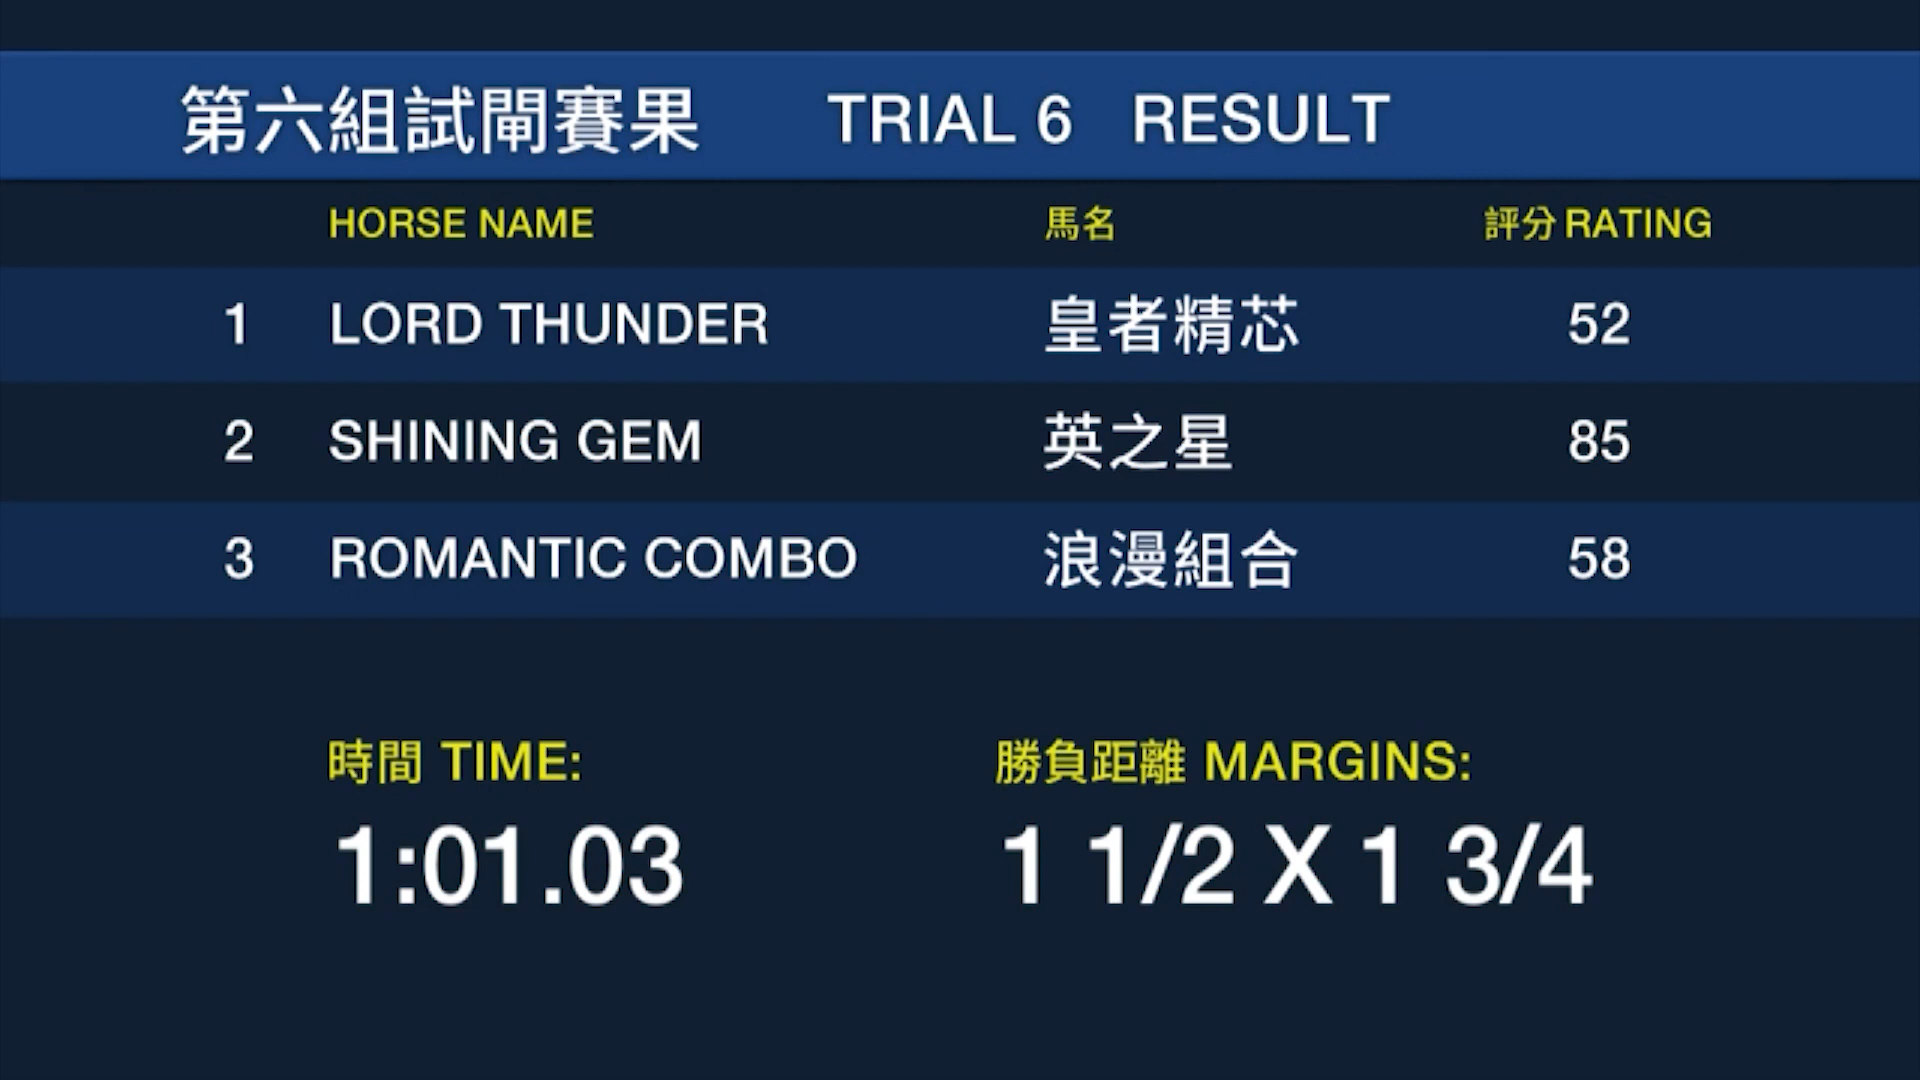 第六組試閘賽果 TRIAL 6 RESULT
HORSE NAME 馬名 評分 RATING
1 LORD THUNDER 皇者精芯 52
2 SHINING GEM 英之星 85
3 ROMANTIC COMBO 浪漫組合 58
時間 TIME: 勝負距離 MARGINS:
1:01.03 1 1/2 X 1 3/4